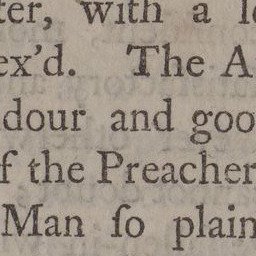 ter, with a l
ex'd. The A
dour and goo
f the Preacher
Man ſo plain